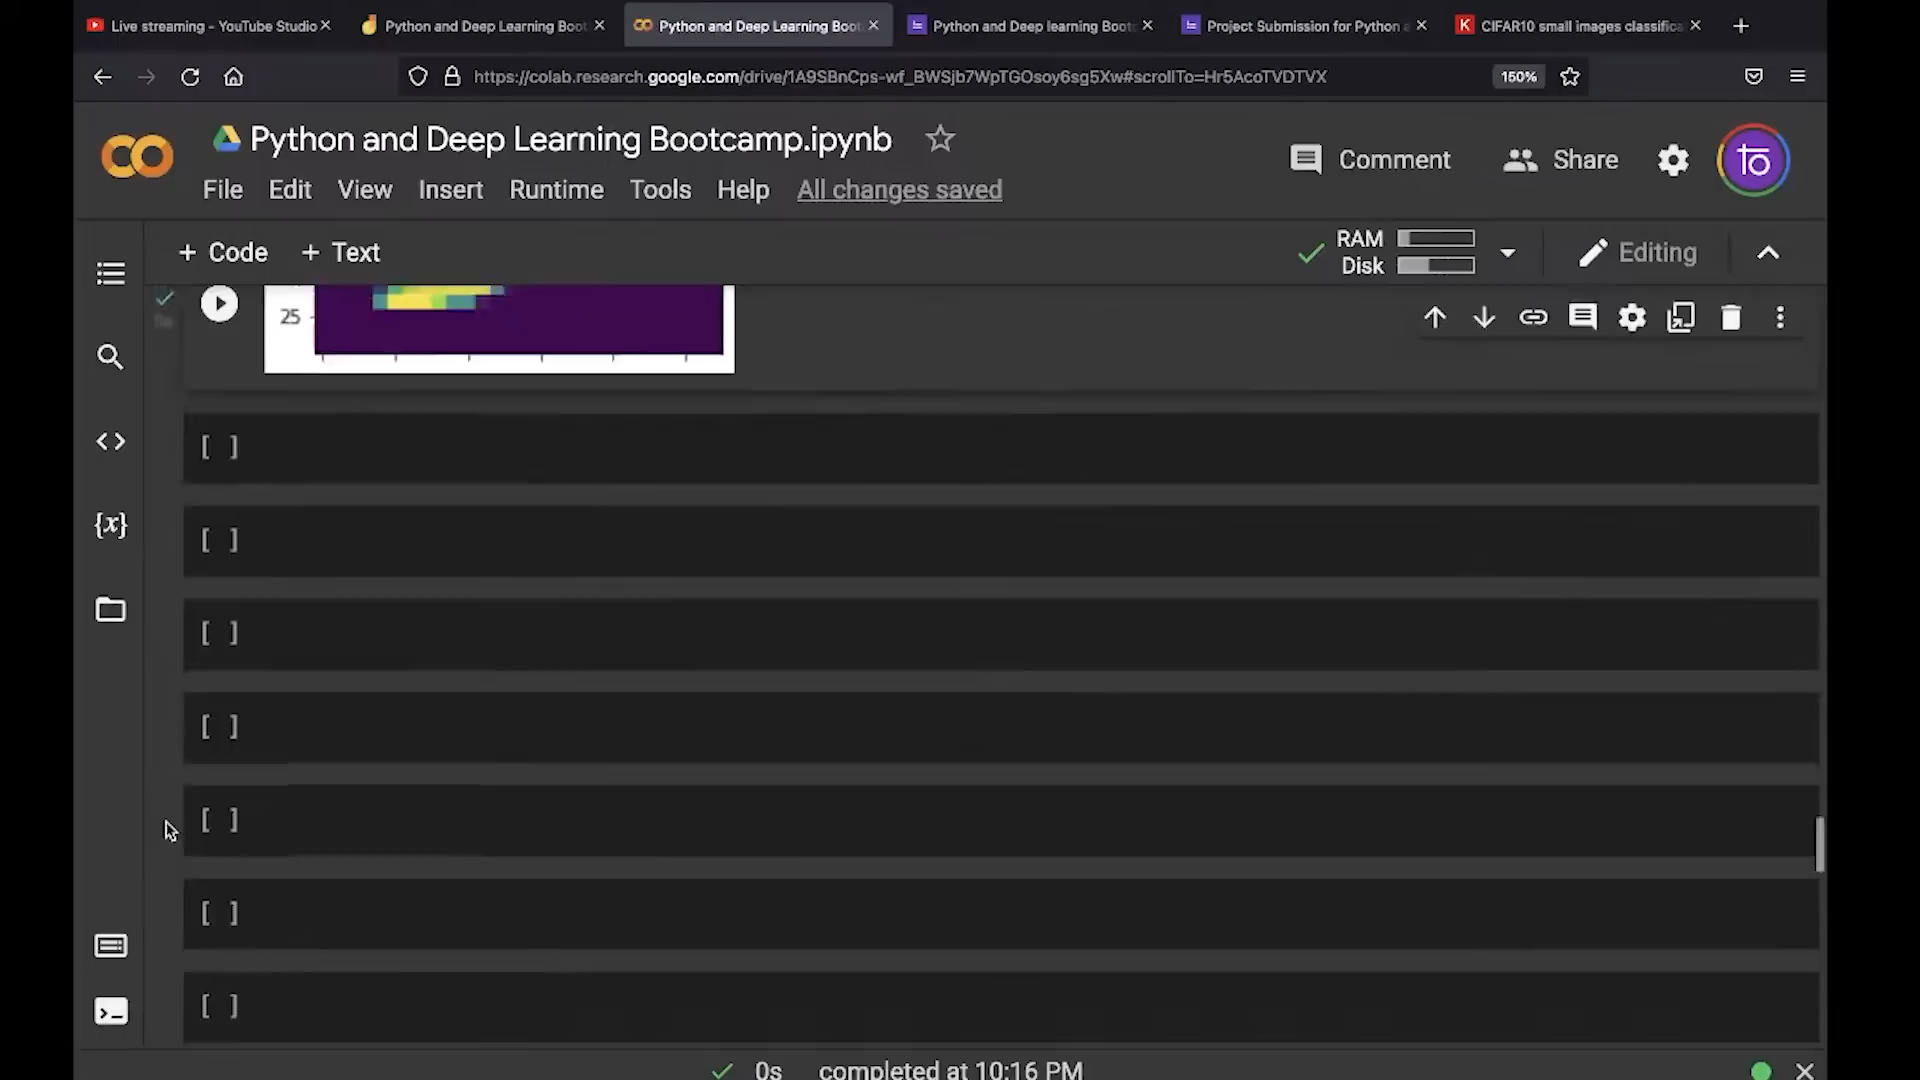 Live streaming - YouTube Studio
Python and Deep Learning Boot
Python and Deep Learning Boot
Python and Deep learning Boot
Project Submission for Python a
CIFAR10 small images classifica
https://colab.research.google.com/drive/1A9SBnCps-wf_BWSjb7WpTGOsoy6sg5Xw#scrollTo=Hr5AcoTVDTVX
150%
Python and Deep Learning Bootcamp.ipynb
Comment
Share
to
File Edit View Insert Runtime Tools Help All changes saved
+ Code + Text
RAM
Disk
Editing
0s
25
[ ]
[ ]
[ ]
[ ]
[ ]
[ ]
[ ]
{x}
0s completed at 10:16 PM